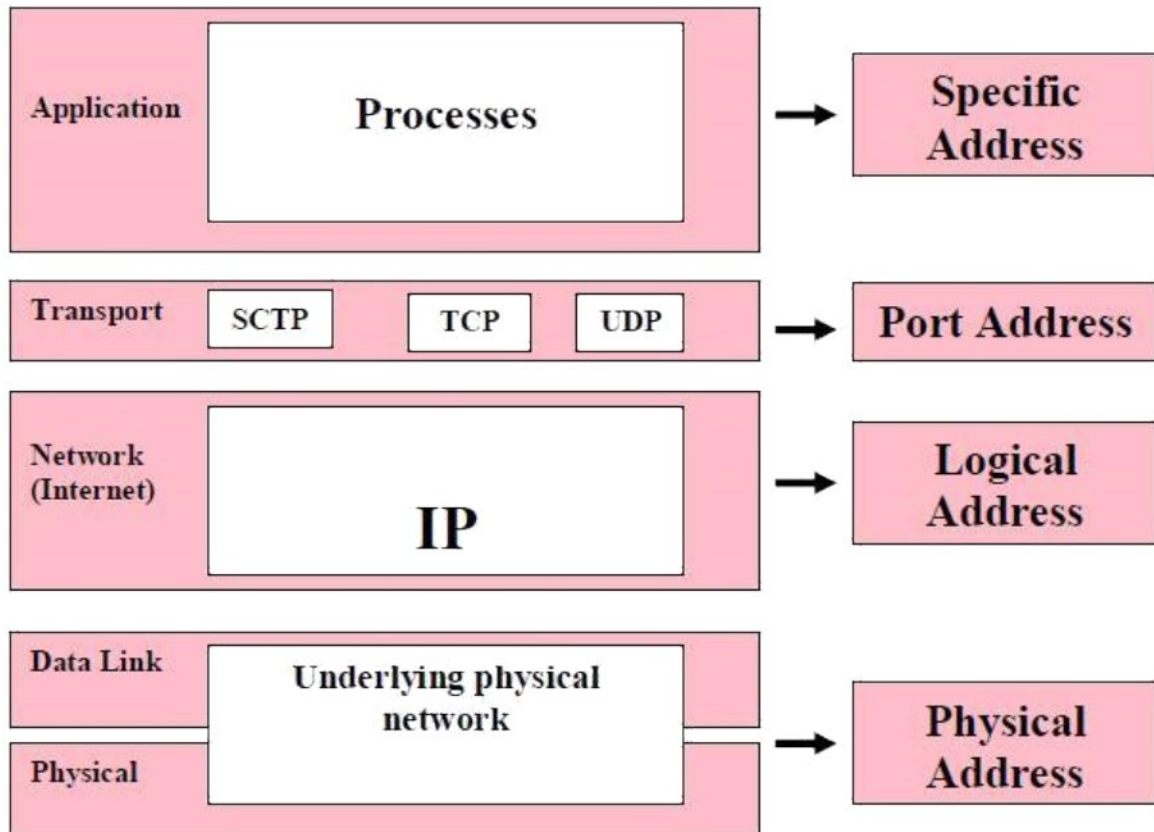 Application
Processes
Specific
Address
Transport
SCTP
TCP
UDP
Port Address
Network
(Internet)
IP
Logical
Address
Data Link
Underlying physical
network
Physical
Physical
Address